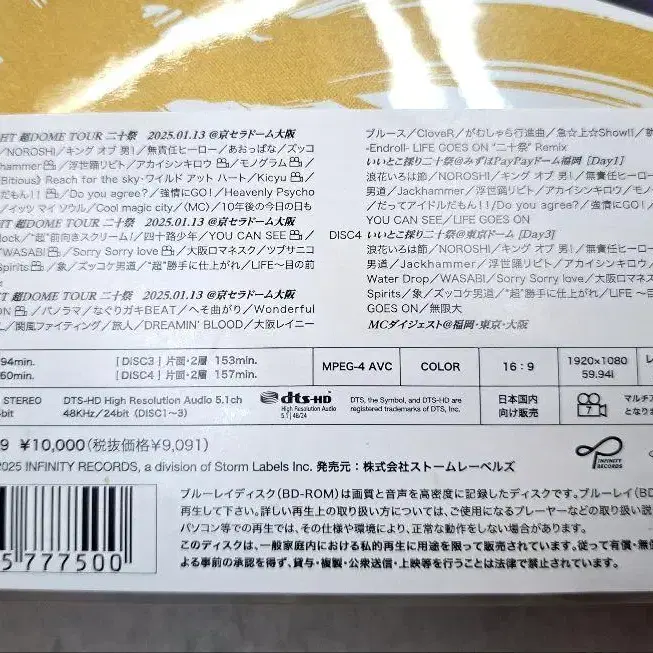 ET 超DOME TOUR 二十祭 2025.01.13 @京セラドーム大阪
/NOROSHI/キング オブ 男!/無責任ヒーロー/あおっぱな/ズッコ
/浮世踊リビト/アカイシンキロウ/モノグラム
Bitious) Reach for the sky-ワイルド アット ハート/Kicyu
だもん!!/Do you agree?/強情にGO!/Heavenly Psycho
/イッツ マイ ソウル/Cool magic city/(MC)/10年後の今日の日も
ET 超DOME TOUR 二十祭 2025.01.13 @京セラドーム大阪
lock/"超"前向きスクリーム!/四十路少年/YOU CAN SEE
/WASABI/Sorry Sorry love/大阪ロマネスク/ツブサニコ
Spirits/象/ズッコケ男道/"超"勝手に仕上がれ/LIFE~目の前
ET 超DOME TOUR 二十祭 2025.01.13 @京セラドーム大阪
ON/パノラマ/なぐりガキBEAT/へそ曲がり/Wonderful
L/関風ファイティング/旅人/DREAMIN' BLOOD/大阪レイニー
ブルース/CloveR/がむしゃら行進曲/急☆上☆Show!!/
-Endroll- LIFE GOES ON "二十祭" Remix
いいとこ採り二十祭@みずほPayPayドーム福岡 [Day1]
浪花いろは節/NOROSHI/キング オブ 男!/無責任ヒーロー
男道/Jackhammer/浮世踊リビト/アカイシンキロウ/モ
/だってアイドルだもん!!/Do you agree?/強情にGO!/
YOU CAN SEE/LIFE GOES ON
DISC4 いいとこ採り二十祭@東京ドーム [Day3]
浪花いろは節/NOROSHI/キング オブ 男!/無責任ヒーロー
男道/Jackhammer/浮世踊リビト/アカイシンキロウ/
Water Drop/WASABI/Sorry Sorry love/大阪ロマ
Spirits/象/ズッコケ男道/"超"勝手に仕上がれ/LIFE ~目
GOES ON/無限大
MCダイジェスト@福岡・東京・大阪
94min. [DISC3] 片面・2層 153min.
60min. [DISC4] 片面・2層 157min.
MPEG-4 AVC
COLOR
16:9
1920×1080
59.94i
STEREO
bit
DTS-HD High Resolution Audio 5.1ch
48KHz/24bit (DISC1~3)
dts-HD
High Resolution Audio
5.1 | 48/24
DTS, the Symbol, and DTS-HD are
registered trademarks of DTS, Inc.
日本国内
向け販売
7
マルチア
となりま
9 ¥10,000(税抜価格¥9,091)
2025 INFINITY RECORDS, a division of Storm Labels Inc. 発売元:株式会社ストームレーベルズ
INFINITY
RECORDS
ブルーレイディスク(BD-ROM)は画質と音声を高密度に記録したディスクです。ブルーレイ(BD
再生して下さい。詳しい再生上の取り扱い方については、ご使用になるプレーヤーなどの取り扱い説
パソコン等での再生では、その仕様や環境により、正常な動作をしない場合があります。
このディスクは、一般家庭内における私的再生に用途を限って販売されています。従って有償・無償
よる事前の承認を得ず、貸与・複製・公衆送信・上映等を行うことは法律で禁止されています。
5 777500